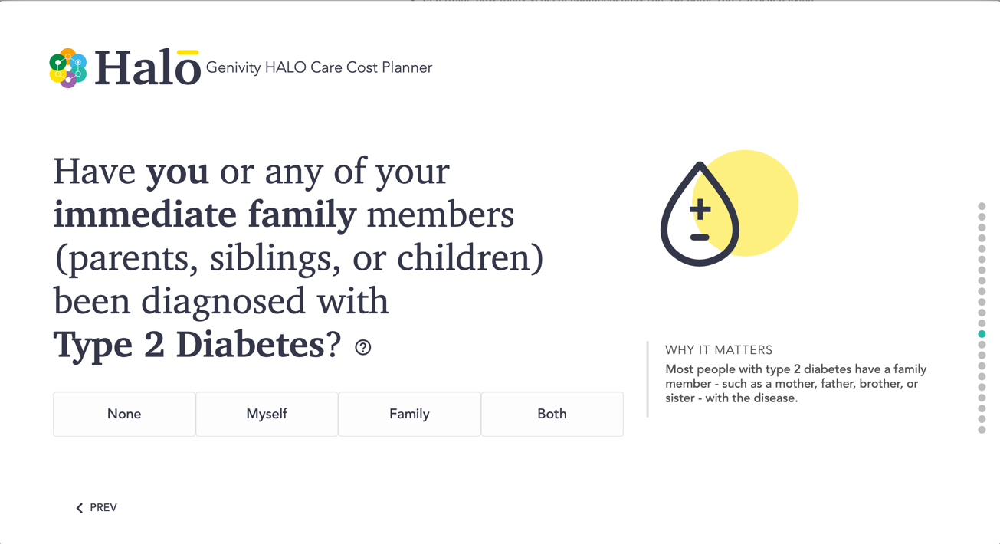 Halo Genivity HALO Care Cost Planner
Have you or any of your
immediate family members
(parents, siblings, or children)
been diagnosed with
Type 2 Diabetes?
None
Myself
Family
Both
WHY IT MATTERS
Most people with type 2 diabetes have a family
member - such as a mother, father, brother, or
sister - with the disease.
PREV